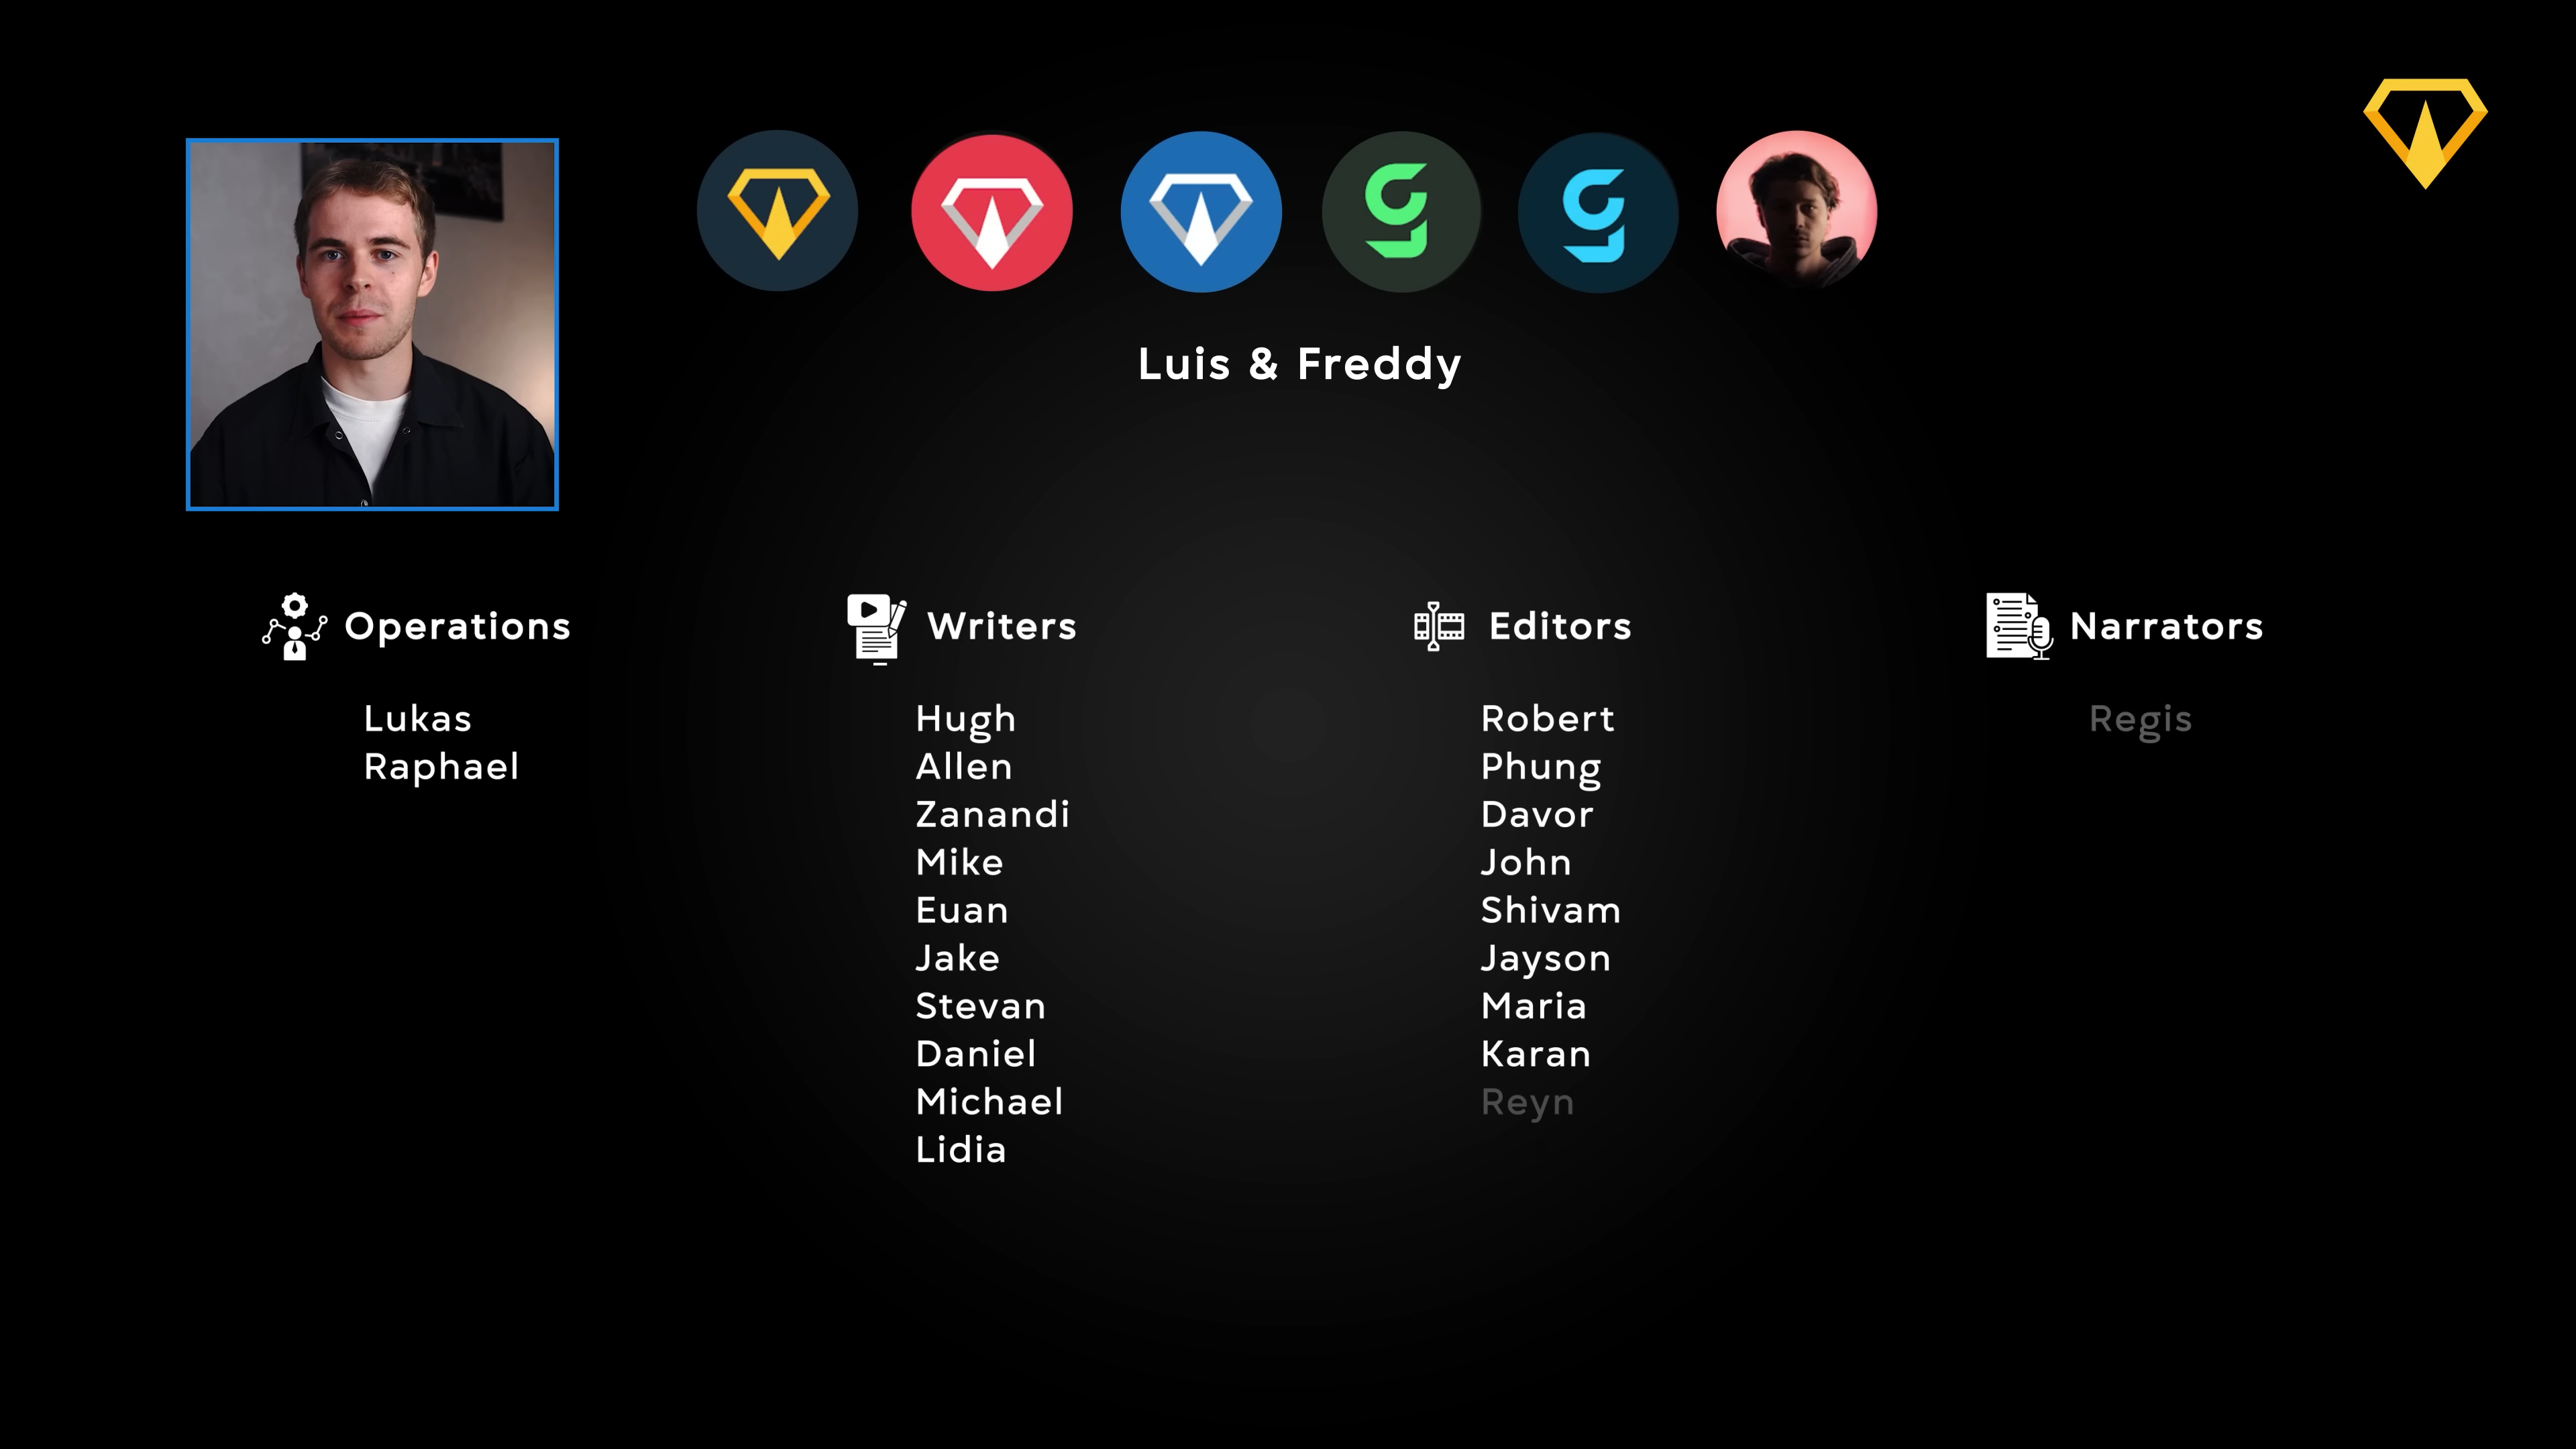 Luis & Freddy
Operations
Lukas
Raphael
Writers
Hugh
Allen
Zanandi
Mike
Euan
Jake
Stevan
Daniel
Michael
Lidia
Editors
Robert
Phung
Davor
John
Shivam
Jayson
Maria
Karan
Reyn
Narrators
Regis